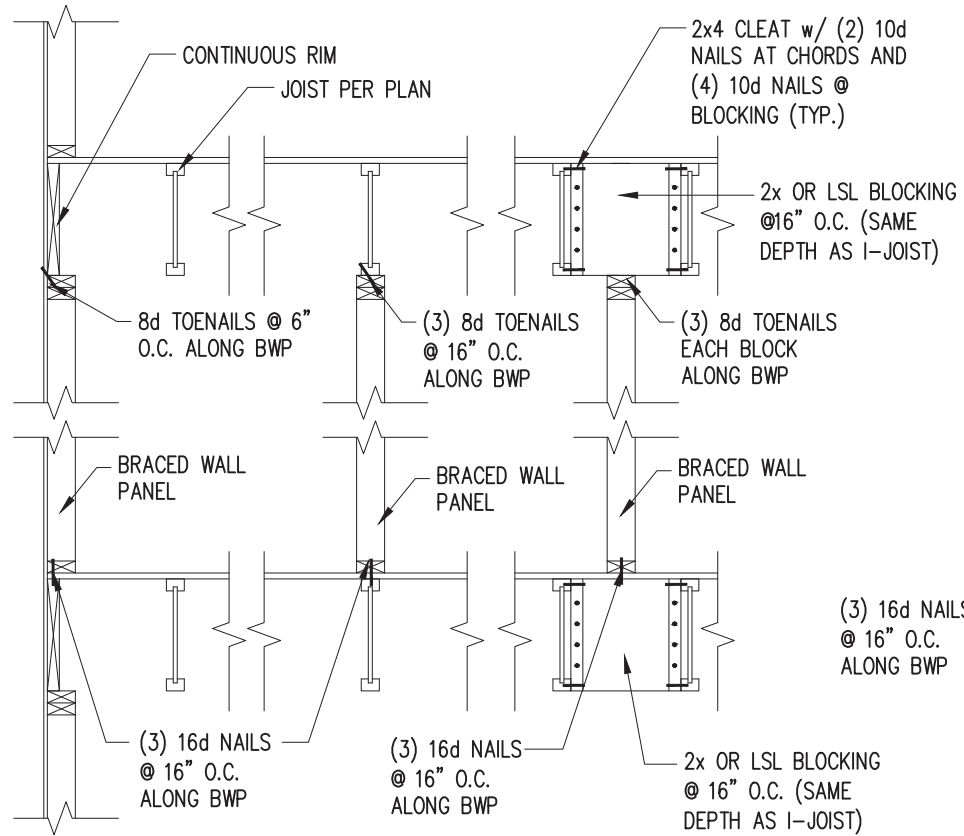 2x4 CLEAT w/ (2) 10d
NAILS AT CHORDS AND
(4) 10d NAILS @
BLOCKING (TYP.)
CONTINUOUS RIM
JOIST PER PLAN
2x OR LSL BLOCKING
@16” O.C. (SAME
DEPTH AS I-JOIST)
8d TOENAILS @ 6”
O.C. ALONG BWP
(3) 8d TOENAILS
@ 16” O.C.
ALONG BWP
(3) 8d TOENAILS
EACH BLOCK
ALONG BWP
BRACED WALL
PANEL
BRACED WALL
PANEL
BRACED WALL
PANEL
(3) 16d NAILS
@ 16” O.C.
ALONG BWP
(3) 16d NAILS
@ 16” O.C.
ALONG BWP
(3) 16d NAILS
@ 16” O.C.
ALONG BWP
2x OR LSL BLOCKING
@ 16” O.C. (SAME
DEPTH AS I-JOIST)